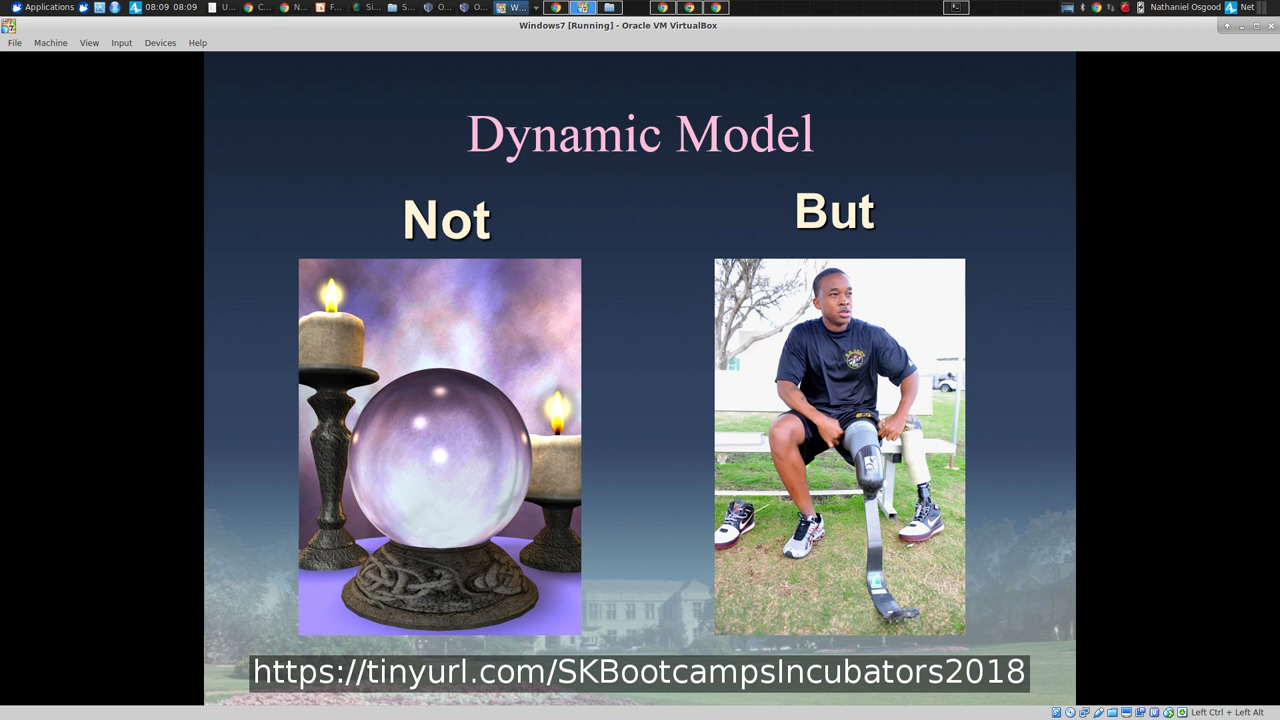 Applications
08:09 08:09
U...
C...
N...
F...
Si...
S...
O...
O...
W...
Nathaniel Osgood
Net
Windows7 [Running] - Oracle VM VirtualBox
File Machine View Input Devices Help
Dynamic Model
Not
But
https://tinyurl.com/SKBootcampsIncubators2018
Left Ctrl + Left Alt